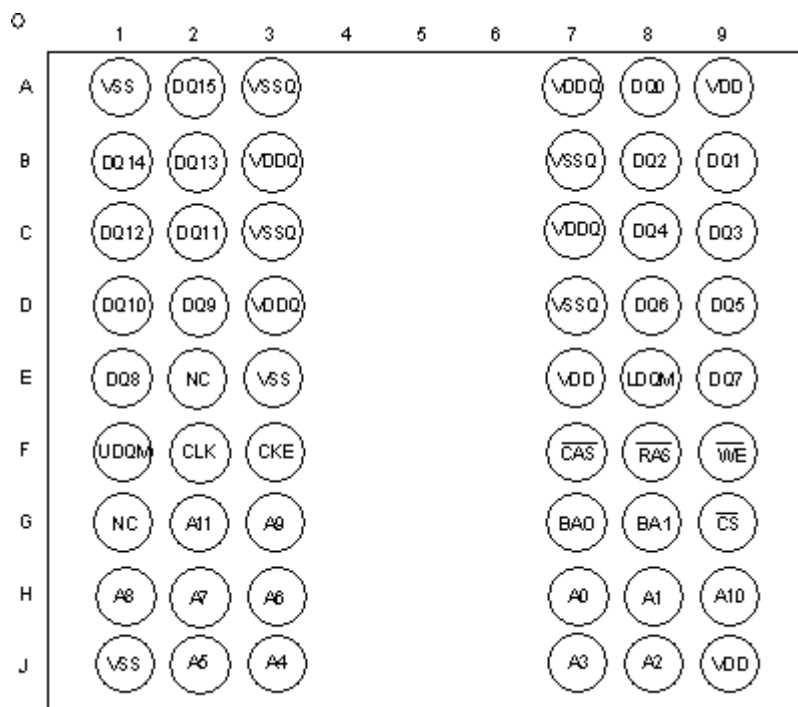 1 2 3 4 5 6 7 8 9
A VSS DQ15 VSSQ VDDQ DQ0 VDD
B DQ14 DQ13 VDDQ VSSQ DQ2 DQ1
C DQ12 DQ11 VSSQ VDDQ DQ4 DQ3
D DQ10 DQ9 VDDQ VSSQ DQ6 DQ5
E DQ8 NC VSS VDD LDQM DQ7
F UDQM CLK CKE CAS RAS WE
G NC A11 A9 BA0 BA1 CS
H A8 A7 A6 A0 A1 A10
J VSS A5 A4 A3 A2 VDD